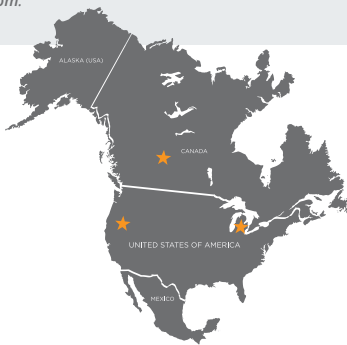 om.
ALASKA (USA)
CANADA
UNITED STATES OF AMERICA
MEXICO